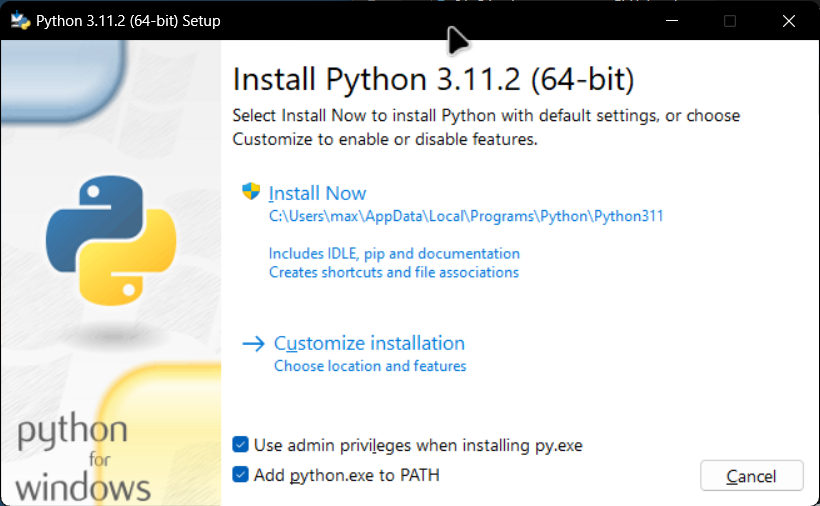 Python 3.11.2 (64-bit) Setup
Install Python 3.11.2 (64-bit)
Select Install Now to install Python with default settings, or choose
Customize to enable or disable features.
Install Now
C:\Users\max\AppData\Local\Programs\Python\Python311
Includes IDLE, pip and documentation
Creates shortcuts and file associations
Customize installation
Choose location and features
python
for
windows
Use admin privileges when installing py.exe
Add python.exe to PATH
Cancel